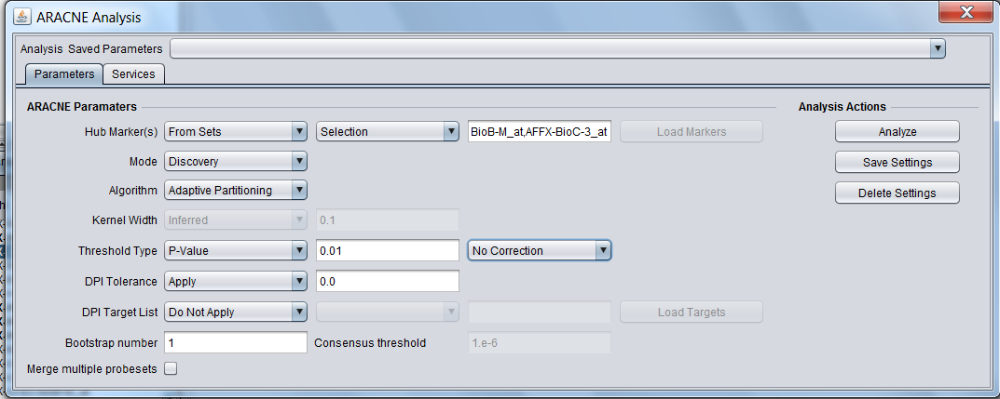 ARACNE Analysis
Analysis Saved Parameters
Parameters Services
ARACNE Paramaters Analysis Actions
Hub Marker(s) From Sets Selection BioB-M_at,AFFX-BioC-3_at Load Markers Analyze
Mode Discovery Save Settings
Algorithm Adaptive Partitioning Delete Settings
Kernel Width Inferred 0.1
Threshold Type P-Value 0.01 No Correction
DPI Tolerance Apply 0.0
DPI Target List Do Not Apply Load Targets
Bootstrap number 1 Consensus threshold 1.e-6
Merge multiple probesets